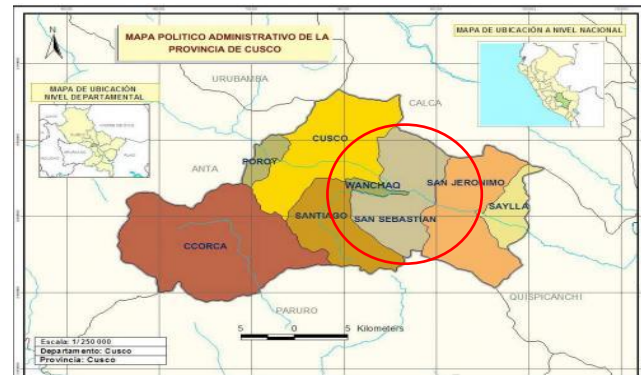 MAPA POLITICO ADMINISTRATIVO DE LA
PROVINCIA DE CUSCO
MAPA DE UBICACIÓN A NIVEL NACIONAL
MAPA DE UBICACIÓN
NIVEL DEPARTAMENTAL
URUBAMBA
CALCA
CUSCO
ANTA
POROY
WANCHAQ
SAN JERONIMO
SAYLLA
SANTIAGO
SAN SEBASTIAN
CCORCA
QUISPICANCHI
PARURO
5 0 5 Kilometers
Escala: 1/250 000
Departamento: Cusco
Provincia: Cusco